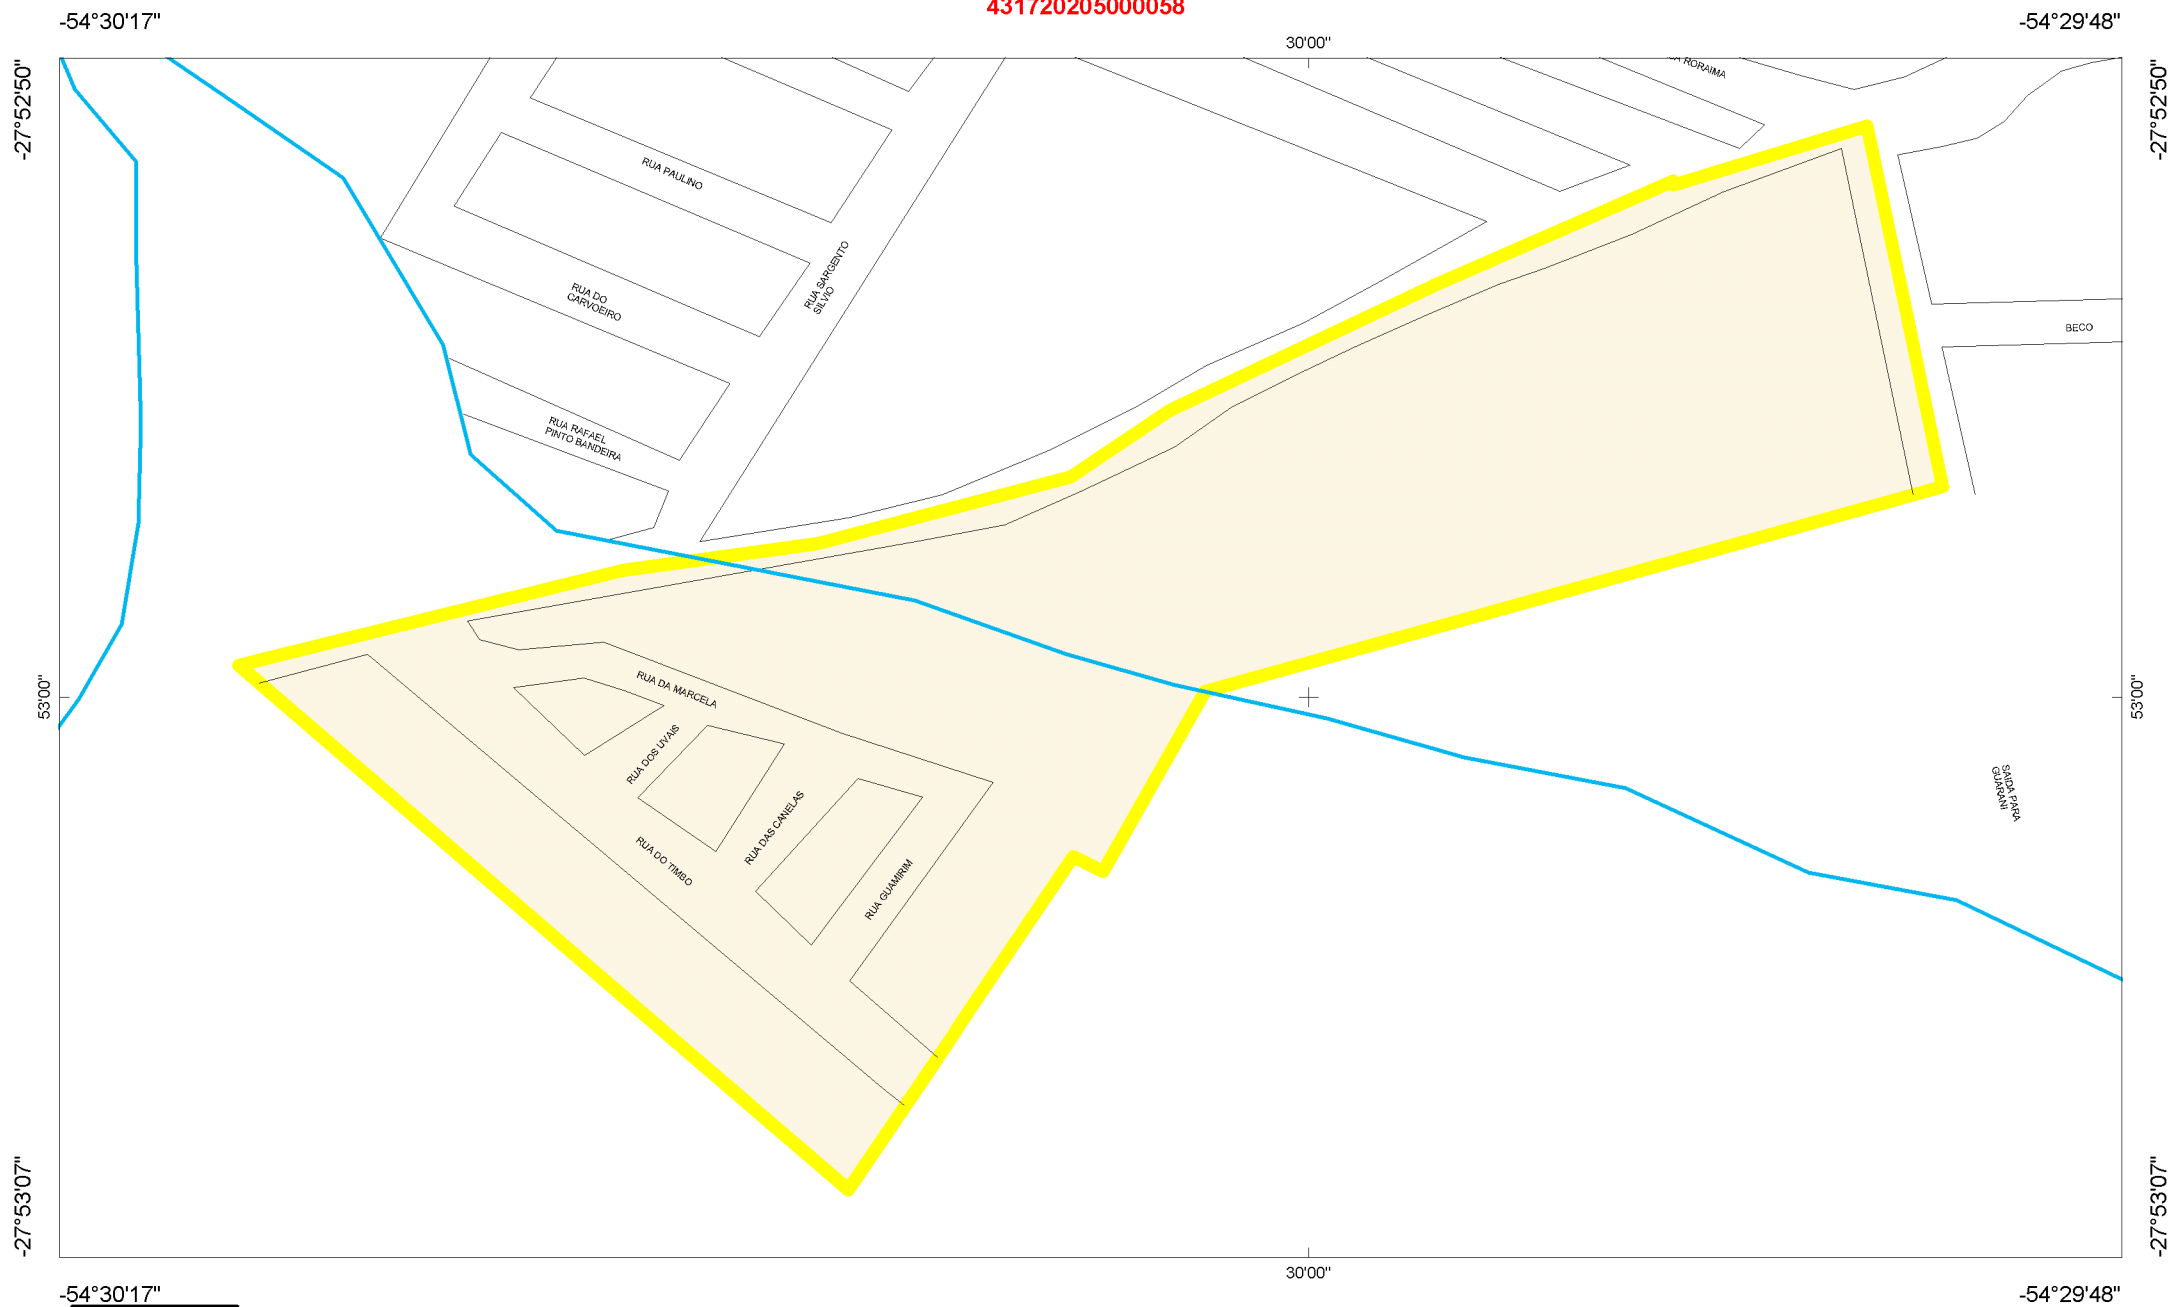 431720205000058
-54°30'17"
-54°29'48"
30'00"
-27°52'50"
-27°52'50"
RORAIMA
RUA PAULINO
RUA SARGENTO
SILVIO
RUA DO
CARVOEIRO
BECO
RUA RAFAEL
PINTO BANDEIRA
53'00"
53'00"
RUA DA MARCELA
RUA DOS UVAIS
RUA DAS CANELAS
RUA DO TIMBO
RUA GUAMIRIM
SAIDA PARA
GUARANI
-27°53'07"
-27°53'07"
30'00"
-54°30'17"
-54°29'48"